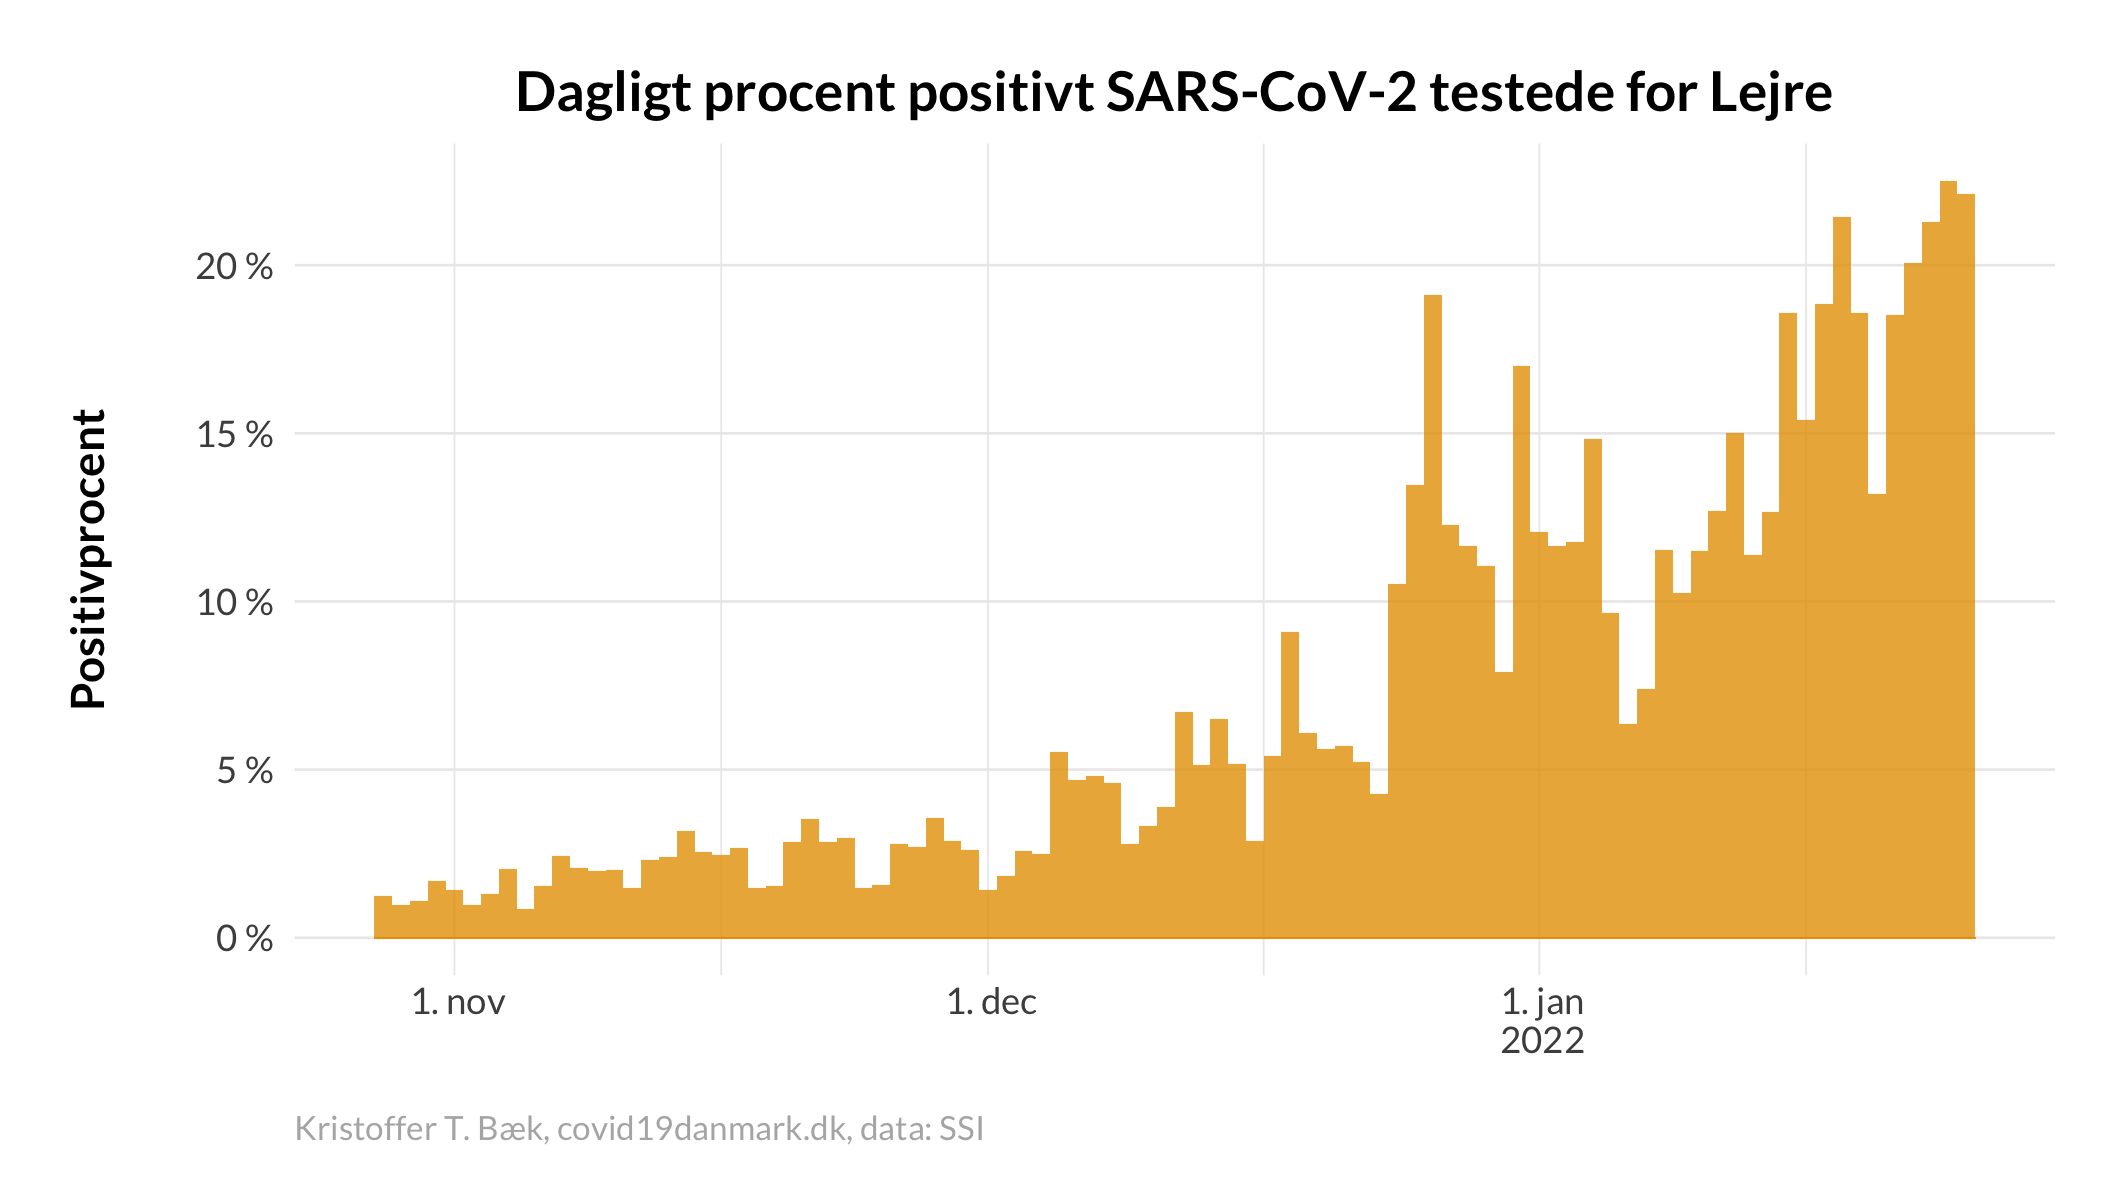 Dagligt procent positivt SARS-CoV-2 testede for Lejre
Positivprocent
20 %
15 %
10 %
5 %
0 %
1. nov
1. dec
1. jan
2022
Kristoffer T. Bæk, covid19danmark.dk, data: SSI